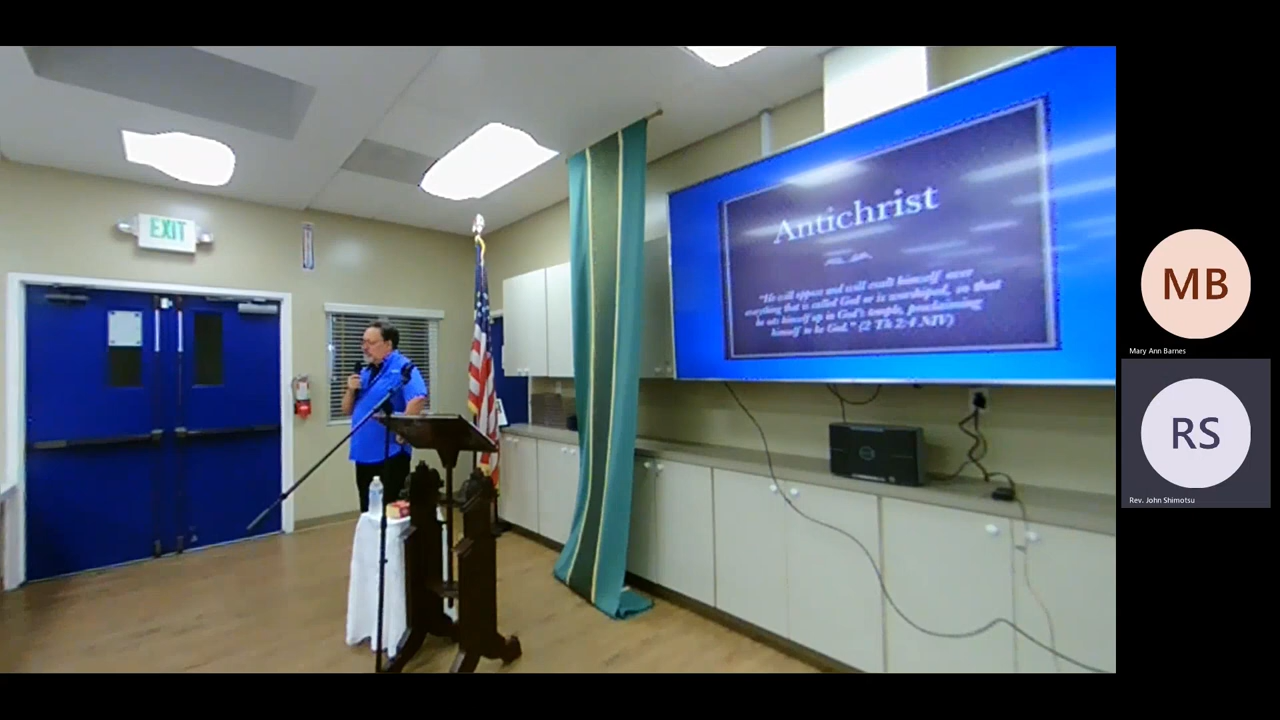 EXIT
Antichrist
"He will oppose and will exalt himself over
everything that is called God or is worshiped, so that
he sets himself up in God's temple, proclaiming
himself to be God." (2 Th 2:4 NIV)
MB
Mary Ann Barnes
RS
Rev. John Shimotsu